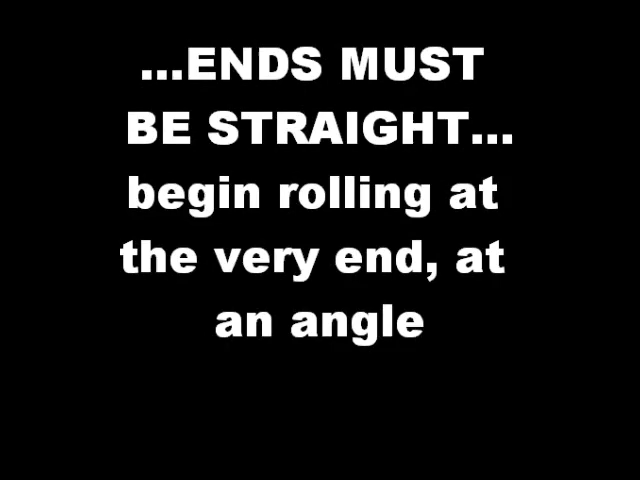 ...ENDS MUST
BE STRAIGHT...
begin rolling at
the very end, at
an angle